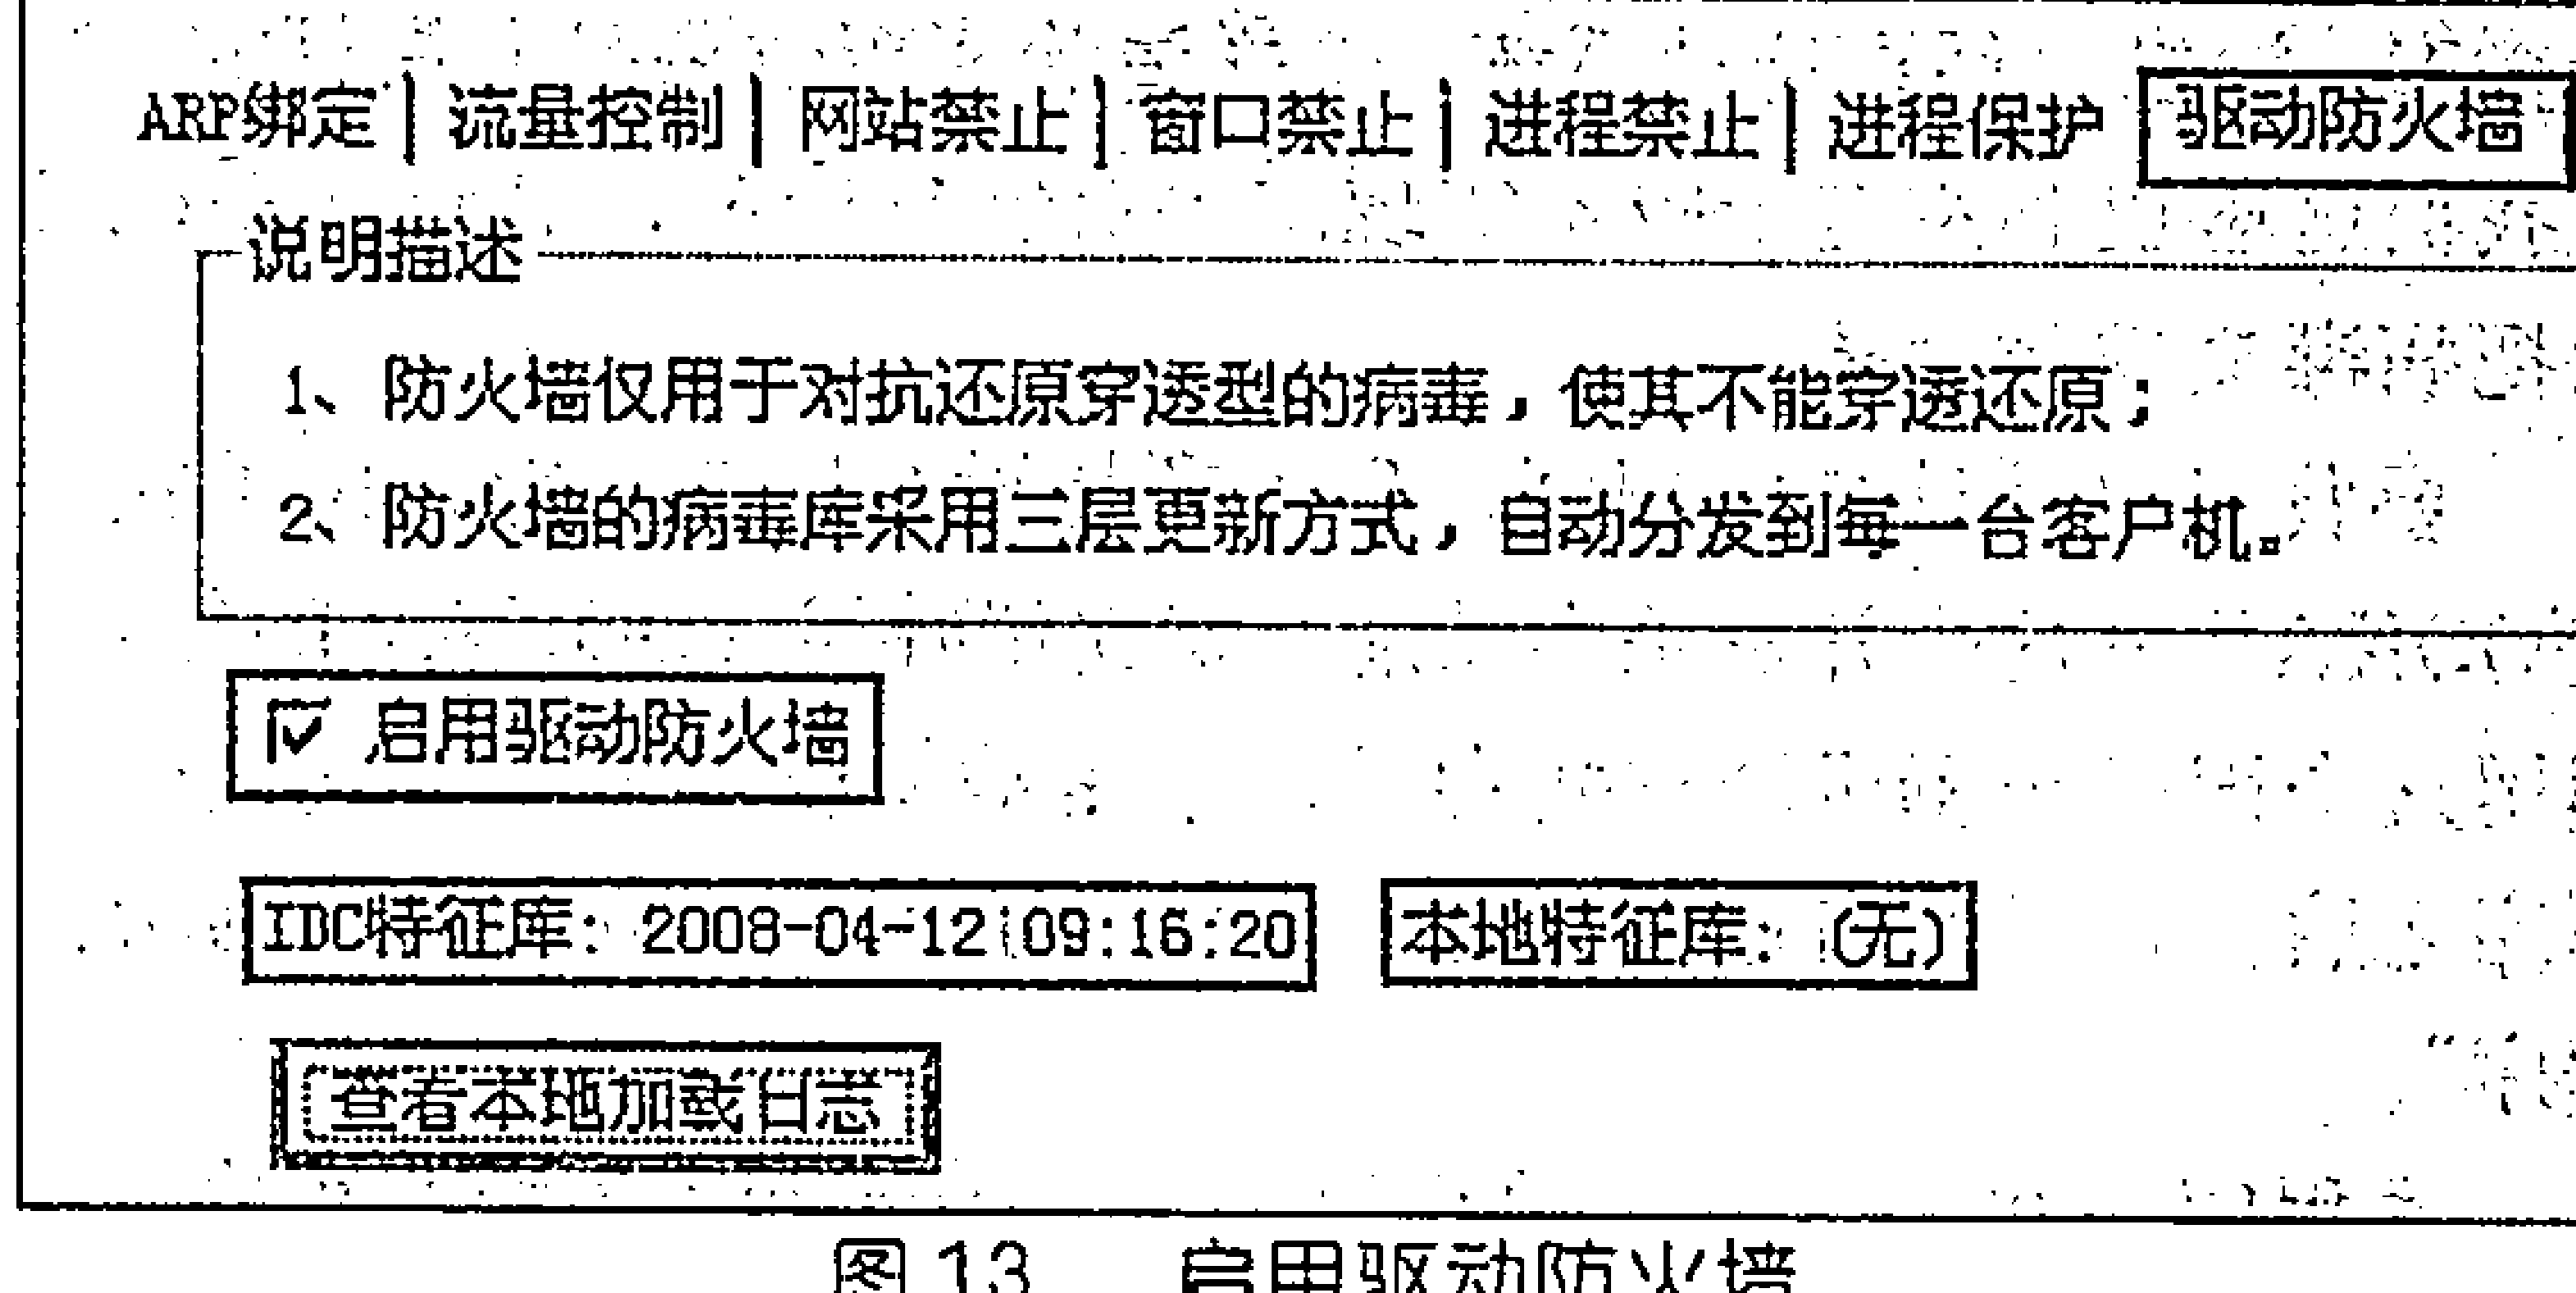 ARP绑定 | 流量控制 | 网站禁止 | 窗口禁止 | 进程禁止 | 进程保护 驱动防火墙
说明描述
1、防火墙仅用于对抗还原穿透型的病毒，使其不能穿透还原；
2、防火墙的病毒库采用三层更新方式，自动分发到每一台客户机。
启用驱动防火墙
IDC特征库：2008-04-12 09:16:20 本地特征库：(无)
查看本地加载日志
图13 启用驱动防火墙